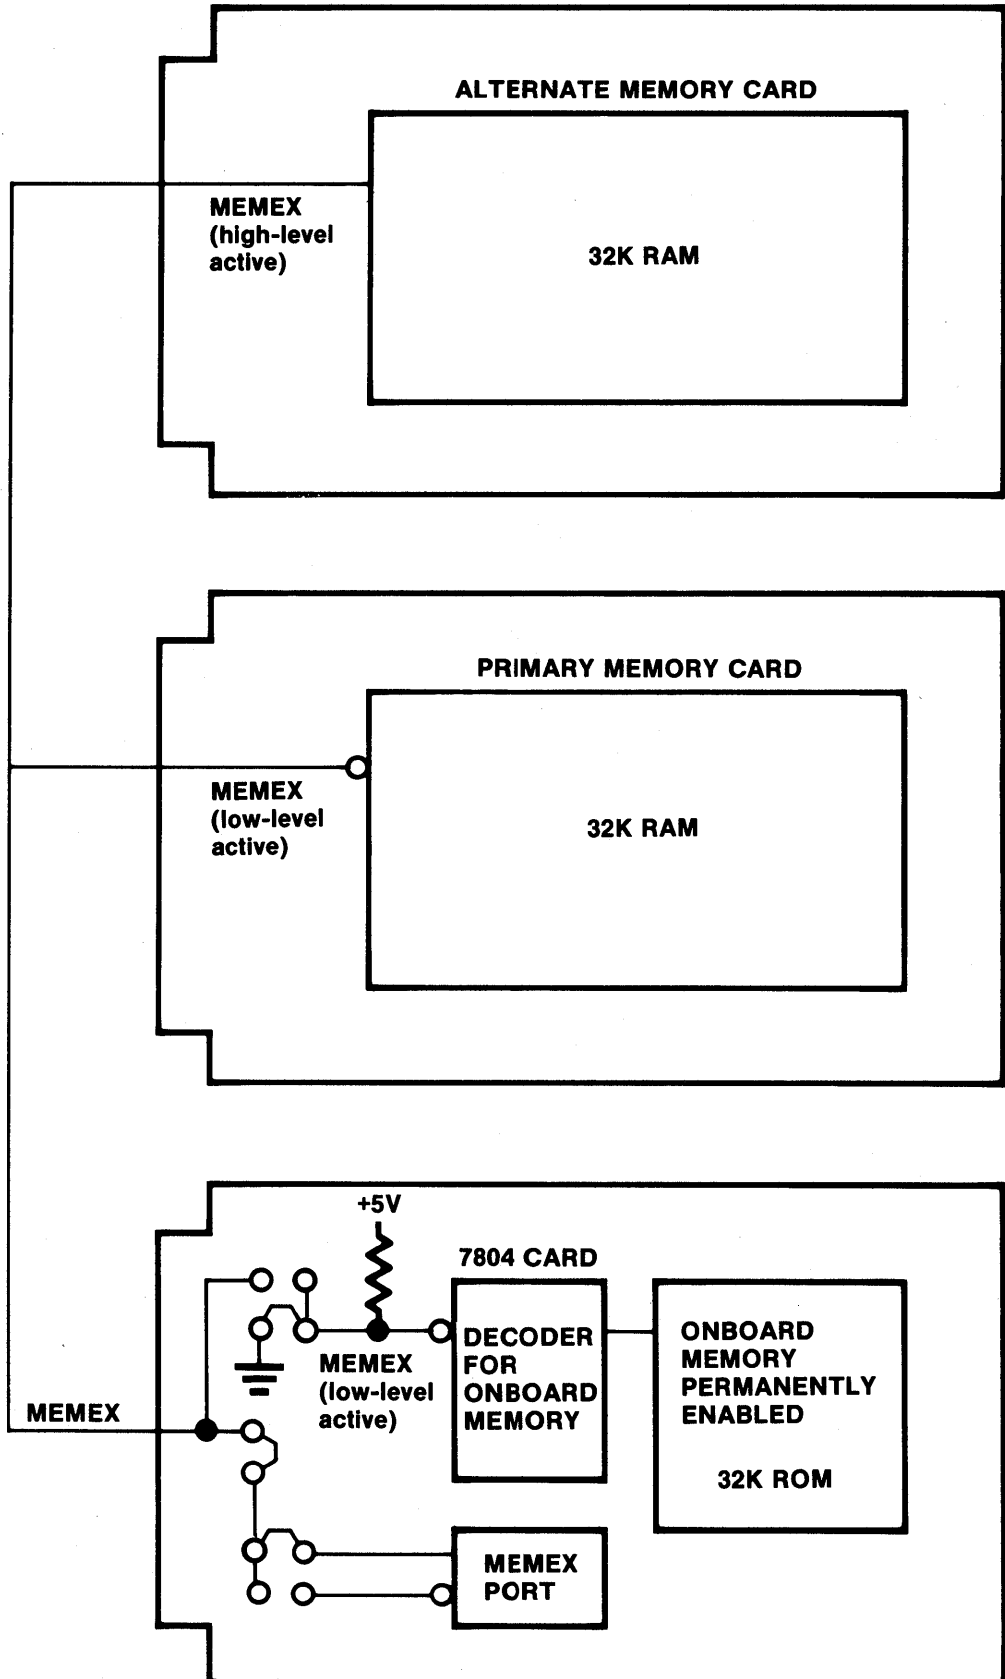 ALTERNATE MEMORY CARD
MEMEX
(high-level
active)
32K RAM
PRIMARY MEMORY CARD
MEMEX
(low-level
active)
32K RAM
+5V
7804 CARD
DECODER
FOR
ONBOARD
MEMORY
ONBOARD
MEMORY
PERMANENTLY
ENABLED
32K ROM
MEMEX
(low-level
active)
MEMEX
MEMEX
PORT